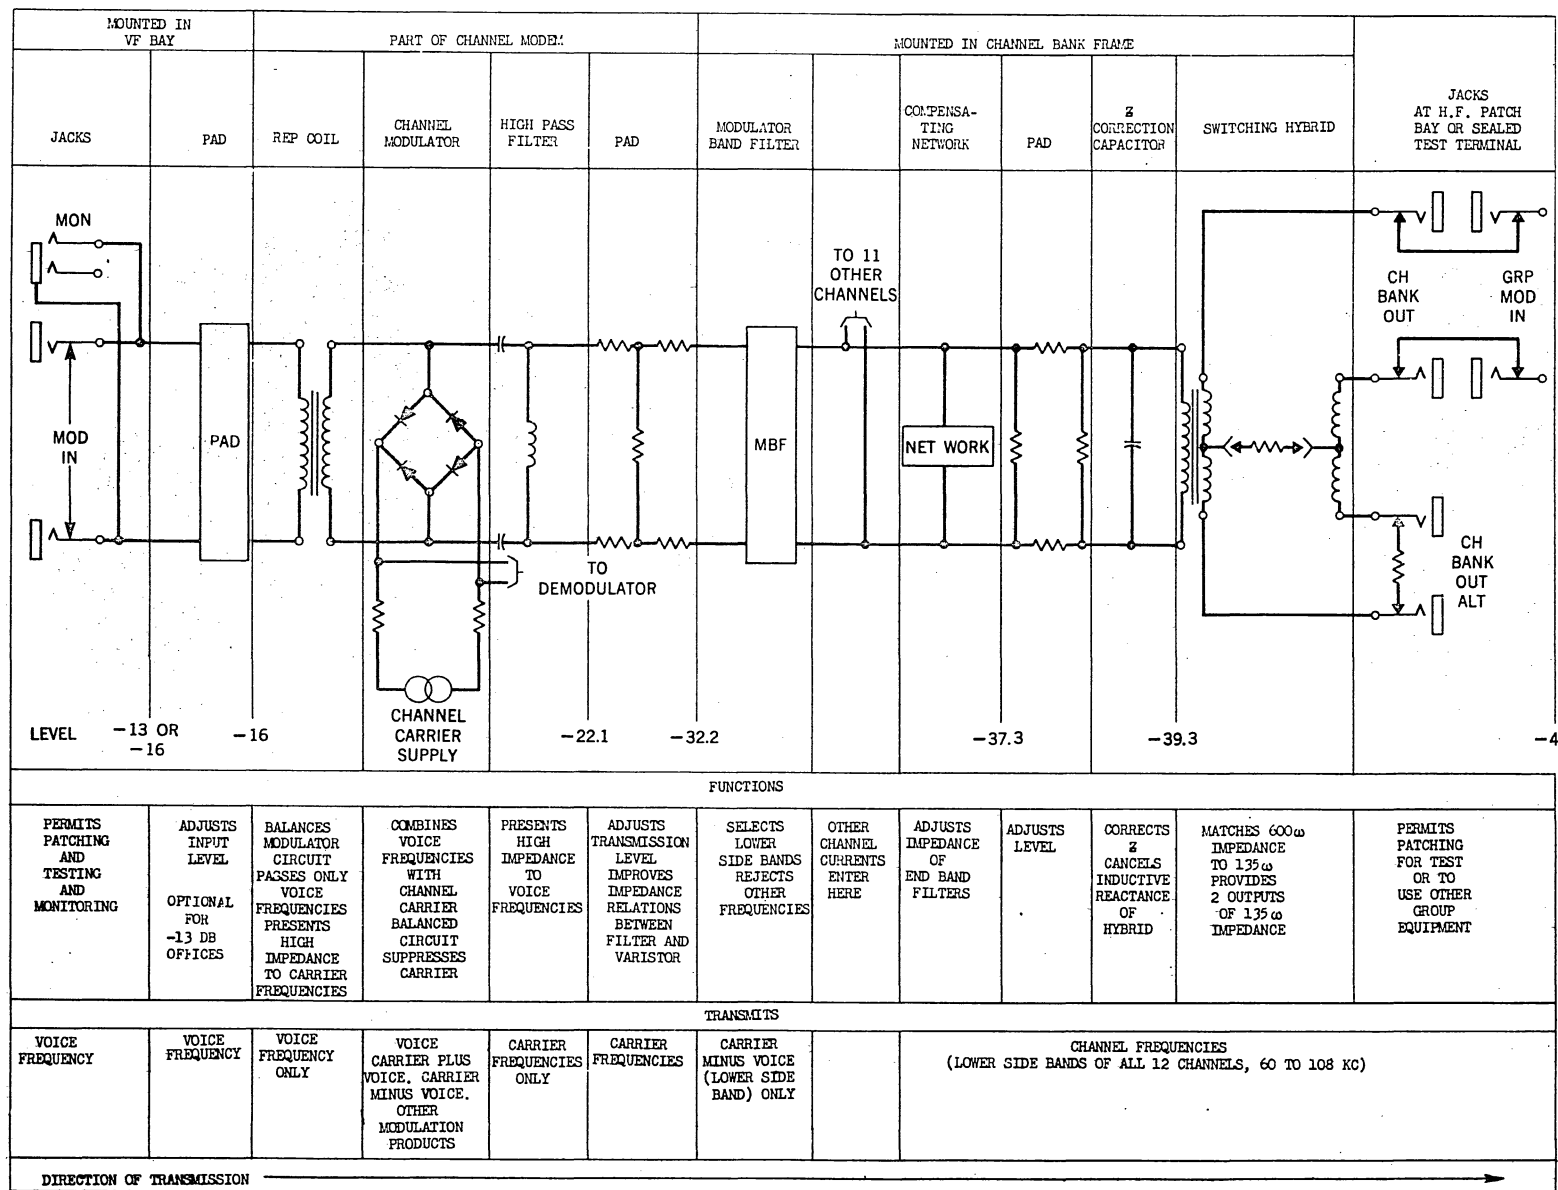 MOUNTED IN
VF BAY
PART OF CHANNEL MODEM
MOUNTED IN CHANNEL BANK FRAME
JACKS
PAD
REP COIL
CHANNEL
MODULATOR
HIGH PASS
FILTER
PAD
MODULATOR
BAND FILTER
COMPENSA-
TING
NETWORK
PAD
Z
CORRECTION
CAPACITOR
SWITCHING HYBRID
JACKS
AT H.F. PATCH
BAY OR SEALED
TEST TERMINAL
MON
MOD
IN
PAD
TO
DEMODULATOR
CHANNEL
CARRIER
SUPPLY
MBF
TO 11
OTHER
CHANNELS
NET WORK
CH
BANK
OUT
GRP
MOD
IN
CH
BANK
OUT
ALT
LEVEL
-13 OR
-16
-16
-22.1
-32.2
-37.3
-39.3
-4
FUNCTIONS
PERMITS
PATCHING
AND
TESTING
AND
MONITORING
ADJUSTS
INPUT
LEVEL
OPTIONAL
FOR
-13 DB
OFFICES
BALANCES
MODULATOR
CIRCUIT
PASSES ONLY
VOICE
FREQUENCIES
PRESENTS
HIGH
IMPEDANCE
TO CARRIER
FREQUENCIES
COMBINES
VOICE
FREQUENCIES
WITH
CHANNEL
CARRIER
BALANCED
CIRCUIT
SUPPRESSES
CARRIER
PRESENTS
HIGH
IMPEDANCE
TO
VOICE
FREQUENCIES
ADJUSTS
TRANSMISSION
LEVEL
IMPROVES
IMPEDANCE
RELATIONS
BETWEEN
FILTER AND
VARISTOR
SELECTS
LOWER
SIDE BANDS
REJECTS
OTHER
FREQUENCIES
OTHER
CHANNEL
CURRENTS
ENTER
HERE
ADJUSTS
IMPEDANCE
OF
END BAND
FILTERS
ADJUSTS
LEVEL
CORRECTS
Z
CANCELS
INDUCTIVE
REACTANCE
OF
HYBRID
MATCHES 600ω
IMPEDANCE
TO 135ω
PROVIDES
2 OUTPUTS
OF 135ω
IMPEDANCE
PERMITS
PATCHING
FOR TEST
OR TO
USE OTHER
GROUP
EQUIPMENT
TRANSMITS
VOICE
FREQUENCY
VOICE
FREQUENCY
VOICE
FREQUENCY
ONLY
VOICE
CARRIER PLUS
VOICE. CARRIER
MINUS VOICE.
OTHER
MODULATION
PRODUCTS
CARRIER
FREQUENCIES
ONLY
CARRIER
FREQUENCIES
CARRIER
MINUS VOICE
(LOWER SIDE
BAND) ONLY
CHANNEL FREQUENCIES
(LOWER SIDE BANDS OF ALL 12 CHANNELS, 60 TO 108 KC)
DIRECTION OF TRANSMISSION